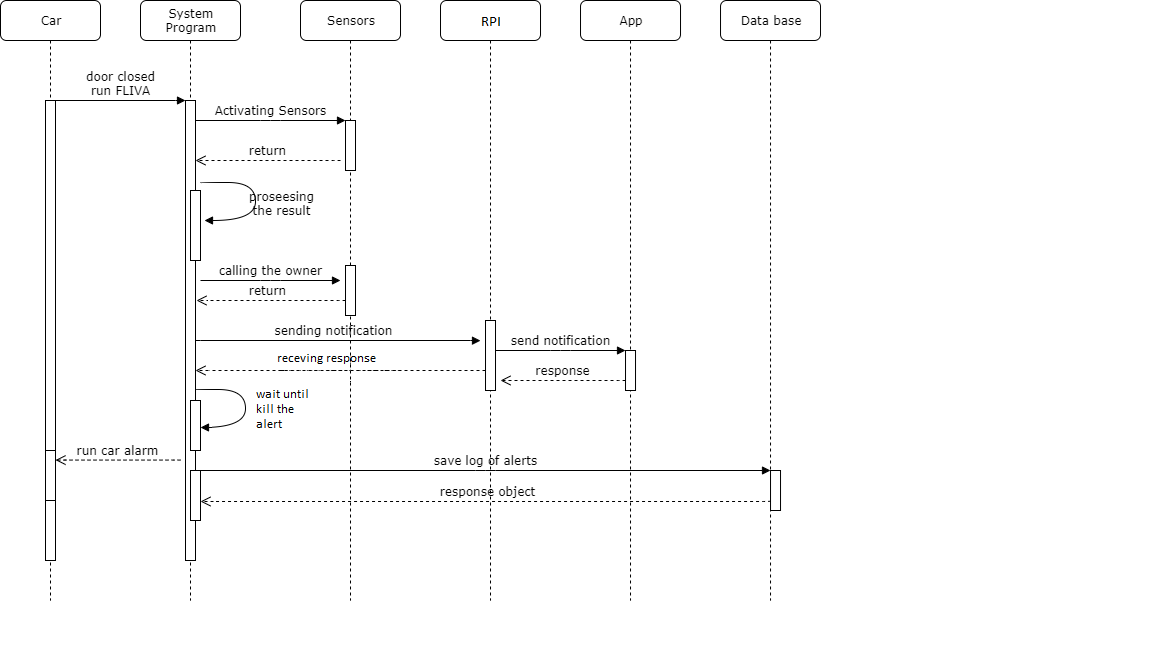 Car
System
Program
Sensors
RPI
App
Data base
door closed
run FLIVA
Activating Sensors
return
proseesing
the result
calling the owner
return
sending notification
send notification
receving response
response
wait until
kill the
alert
run car alarm
save log of alerts
response object